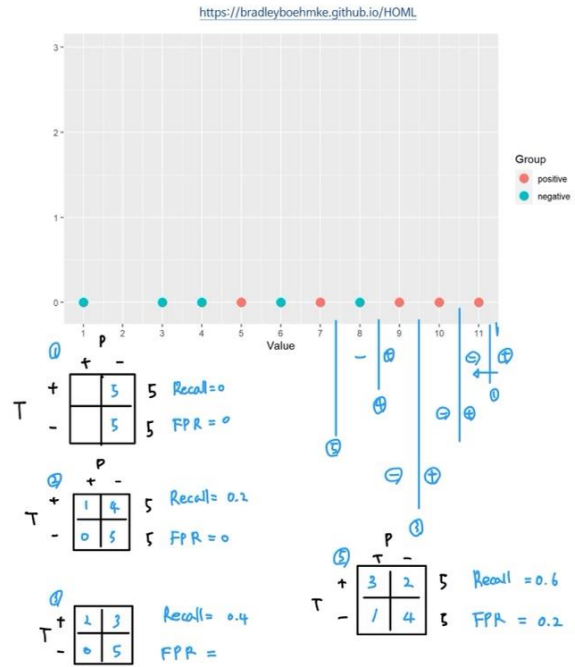 https://bradleyboehmke.github.io/HOML
3
2
1
0
1 2 3 4 5 6 7 8 9 10 11
Value
Group
positive
negative
− ⊕
⊖ ⊕
①
④
⊖ ⊕
⑤
⊖ ⊕
③
① P
+ −
T + 5 5 Recall=0
− 5 5 FPR = 0
② P
+ −
T + 1 4 5 Recall= 0.2
− 0 5 5 FPR = 0
T + 2 3 Recall= 0.4
− 0 5 FPR =
⑤ P
−
T + 3 2 5 Recall =0.6
− 1 4 5 FPR = 0.2